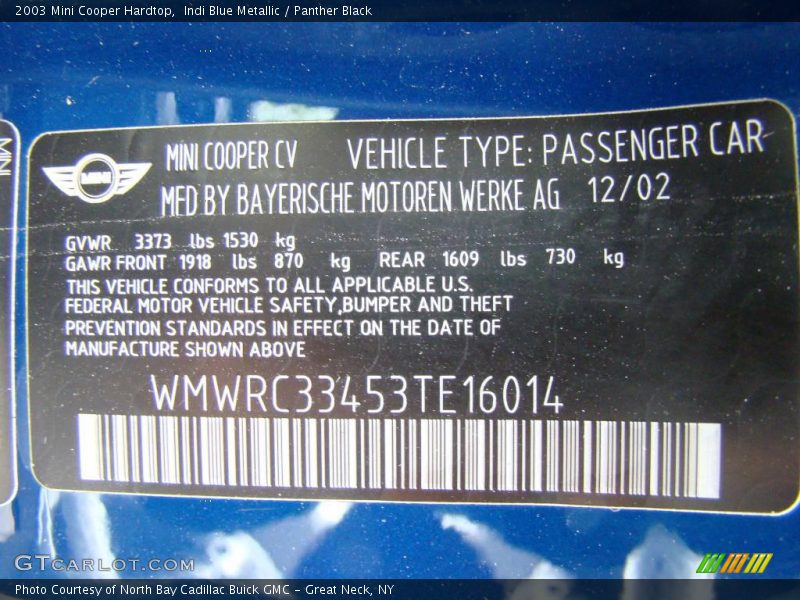 2003 Mini Cooper Hardtop,  Indi Blue Metallic / Panther Black
MINI
MINI
MINI COOPER CV VEHICLE TYPE: PASSENGER CAR
MFD BY BAYERISCHE MOTOREN WERKE AG 12/02
GVWR 3373 lbs 1530 kg
GAWR FRONT 1918 lbs 870 kg REAR 1609 lbs 730 kg
THIS VEHICLE CONFORMS TO ALL APPLICABLE U.S.
FEDERAL MOTOR VEHICLE SAFETY,BUMPER AND THEFT
PREVENTION STANDARDS IN EFFECT ON THE DATE OF
MANUFACTURE SHOWN ABOVE
WMWRC33453TE16014
GTCARLOT.COM
Photo Courtesy of North Bay Cadillac Buick GMC - Great Neck, NY